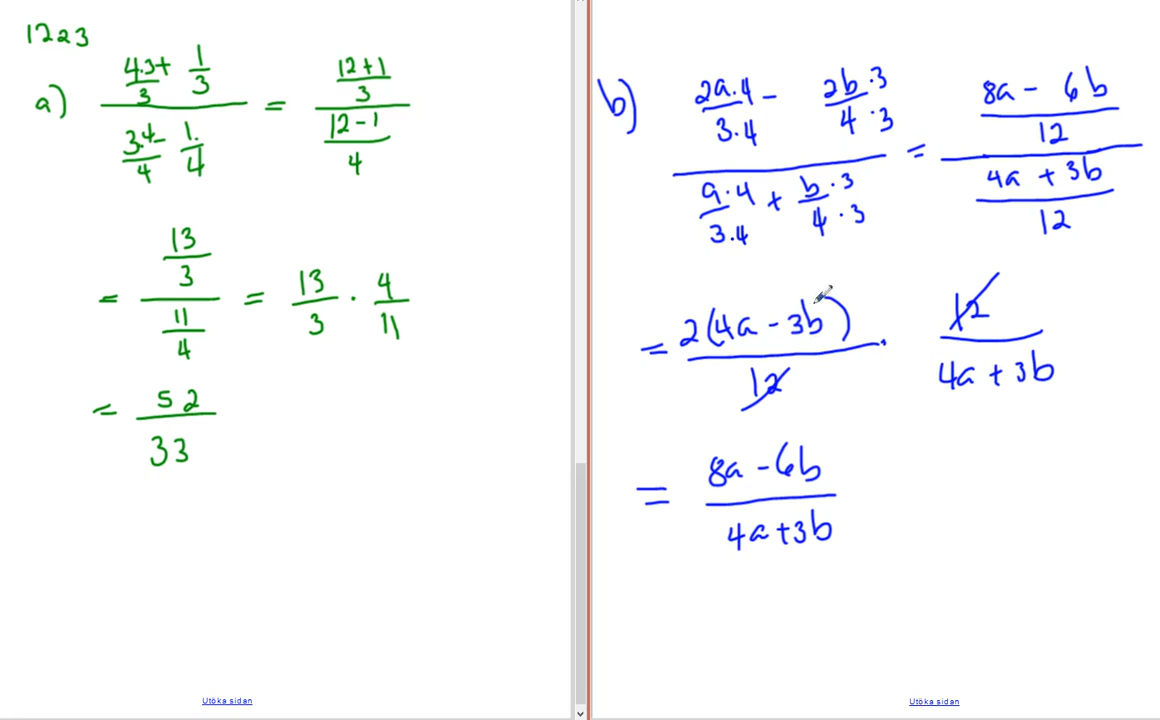 1223
a) (4·3/3 + 1/3)/(3·4/4 - 1/4) = ((12+1)/3)/((12-1)/4)
= (13/3)/(11/4) = 13/3 · 4/11
= 52/33
Utöka sidan
b) (2a·4/3·4 - 2b·3/4·3)/(a·4/3·4 + b·3/4·3) = ((8a - 6b)/12)/((4a + 3b)/12)
= 2(4a - 3b)/12 · 12/(4a + 3b)
= (8a - 6b)/(4a + 3b)
Utöka sidan